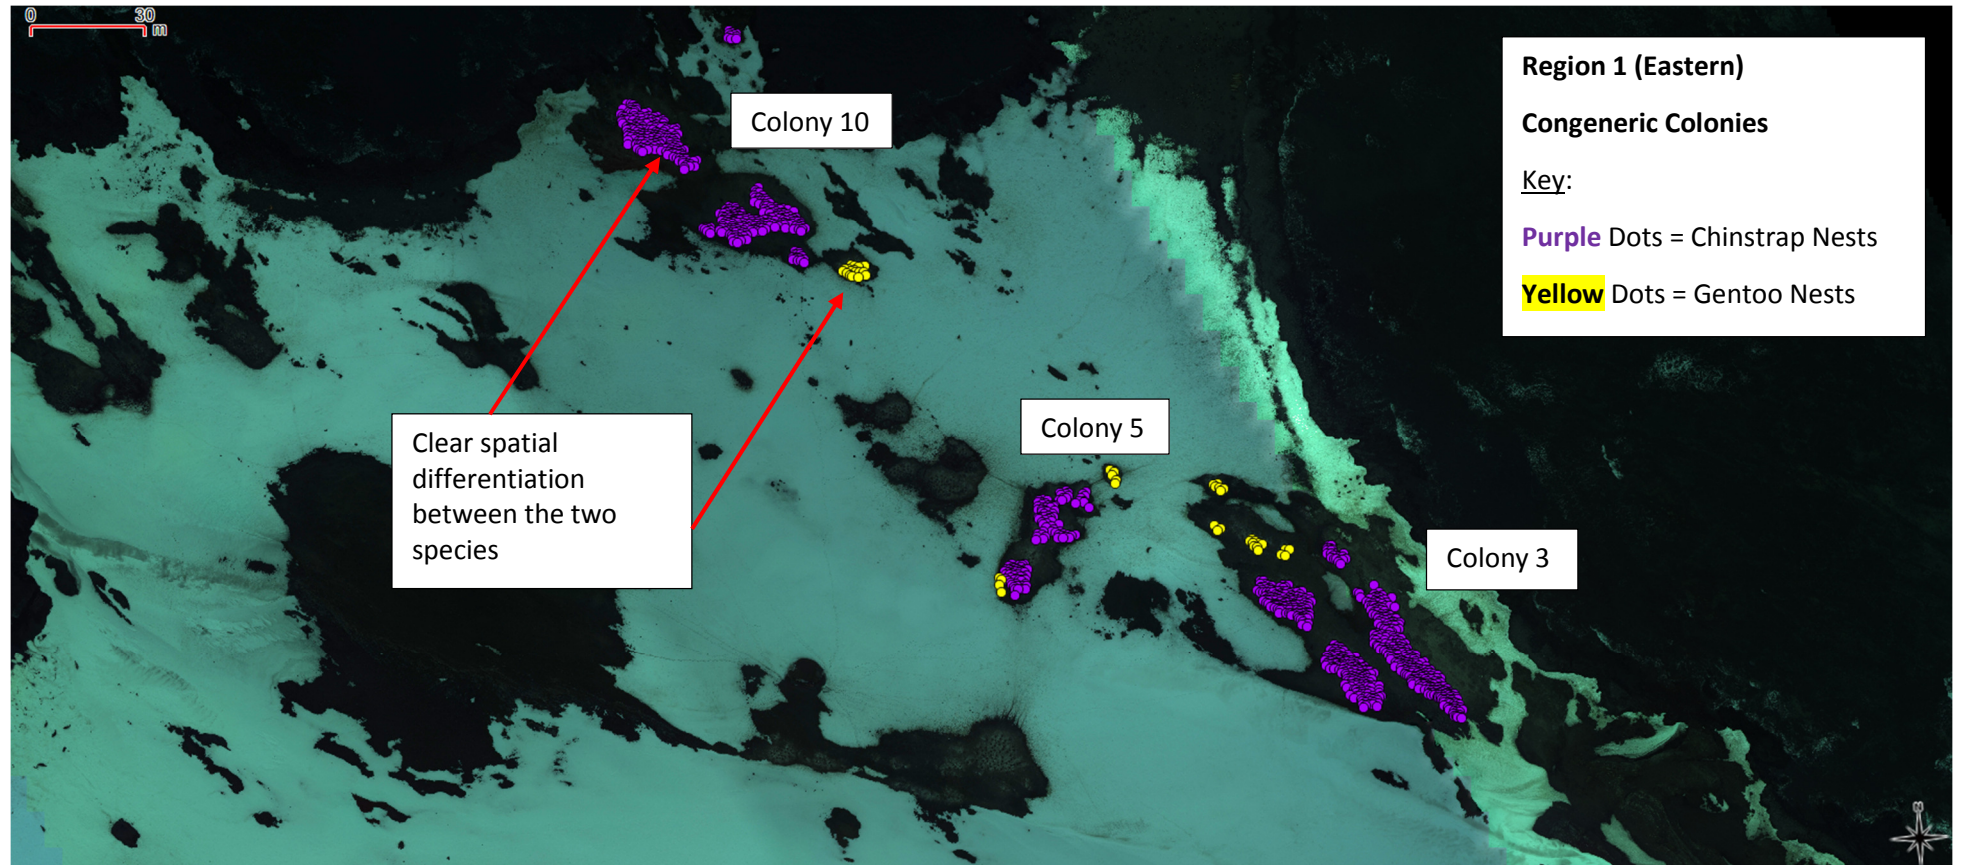 0 30
m
Colony 10
Region 1 (Eastern)
Congeneric Colonies
Key:
Purple Dots = Chinstrap Nests
Yellow Dots = Gentoo Nests
Clear spatial
differentiation
between the two
species
Colony 5
Colony 3